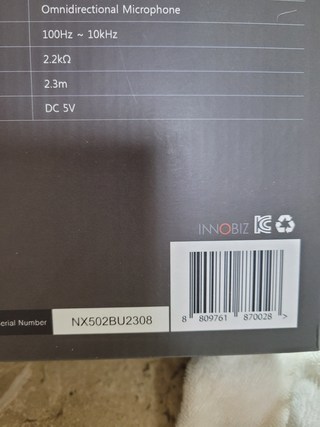 Omnidirectional Microphone
100Hz ~ 10kHz
2.2kΩ
2.3m
DC 5V
INNOBIZ
erial Number NX502BU2308
8 809761 870028 >